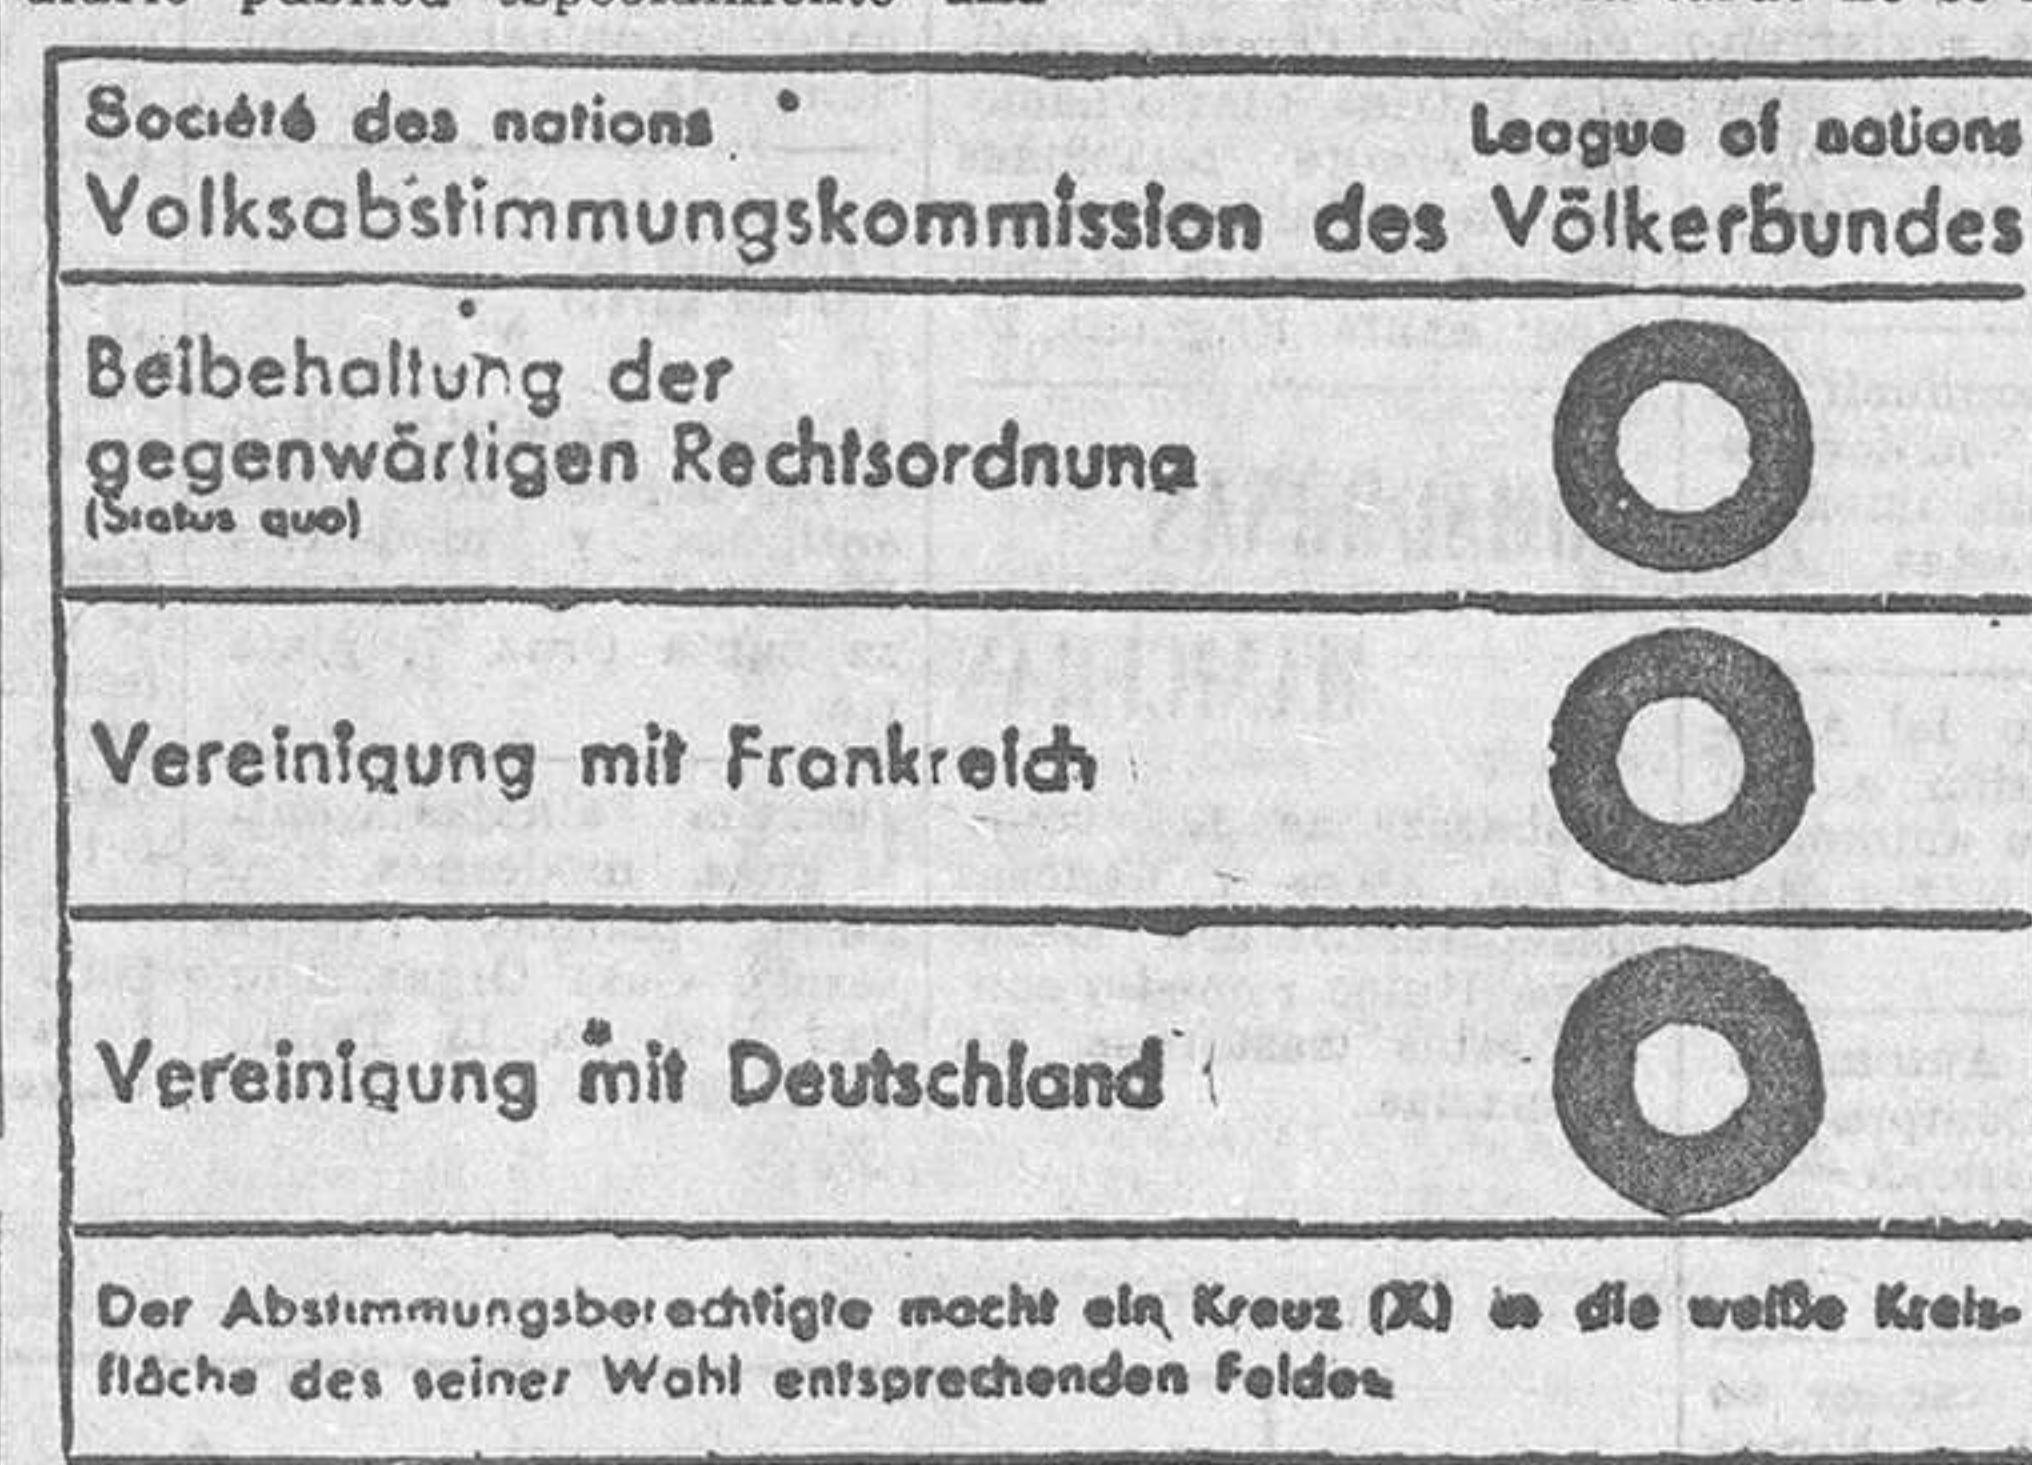 Société des nations
League of nations
Volksabstimmungskommission des Völkerbundes
Beibehaltung der
gegenwärtigen Rechtsordnung
(Status quo)
Vereinigung mit Frankreich
Vereinigung mit Deutschland
Der Abstimmungsberechtigte macht ein Kreuz (X) in die weiße Kreis-
fläche des seiner Wahl entsprechenden Feldes